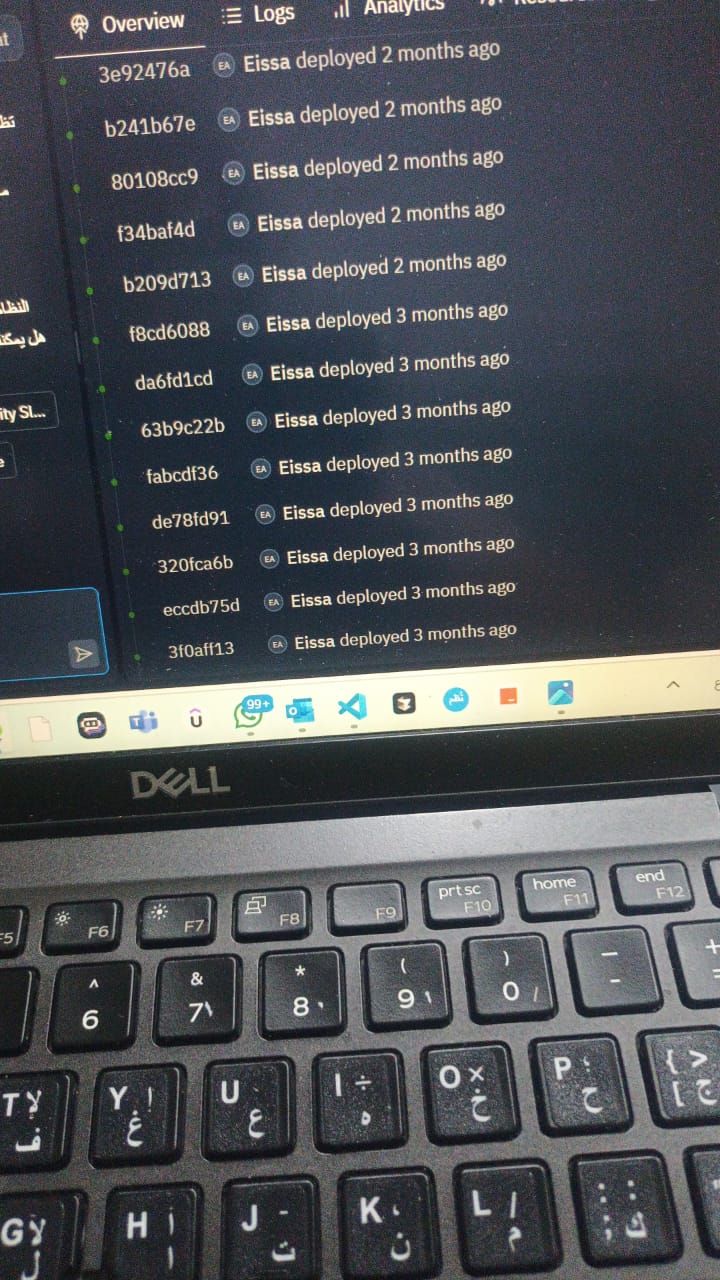 Overview Logs Analytics
3e92476a EA Eissa deployed 2 months ago
b241b67e EA Eissa deployed 2 months ago
80108cc9 EA Eissa deployed 2 months ago
f34baf4d EA Eissa deployed 2 months ago
b209d713 EA Eissa deployed 2 months ago
f8cd6088 EA Eissa deployed 3 months ago
هل يمكنك
da6fd1cd EA Eissa deployed 3 months ago
ity Sl... 63b9c22b EA Eissa deployed 3 months ago
fabcdf36 EA Eissa deployed 3 months ago
de78fd91 EA Eissa deployed 3 months ago
320fca6b EA Eissa deployed 3 months ago
eccdb75d EA Eissa deployed 3 months ago
3f0aff13 EA Eissa deployed 3 months ago
99+
نظم
DELL
F5 F6 F7 F8 F9 prt sc F10 home F11 end F12
^ & * ( ) _ +
6 7 8 9 0 - =
T لإ ف Y إ غ U ع I ÷ ه O × خ P ؛ ح { < [ ج
G لأ ل H أ ا J ـ ت K ، ن L / م : ; ك